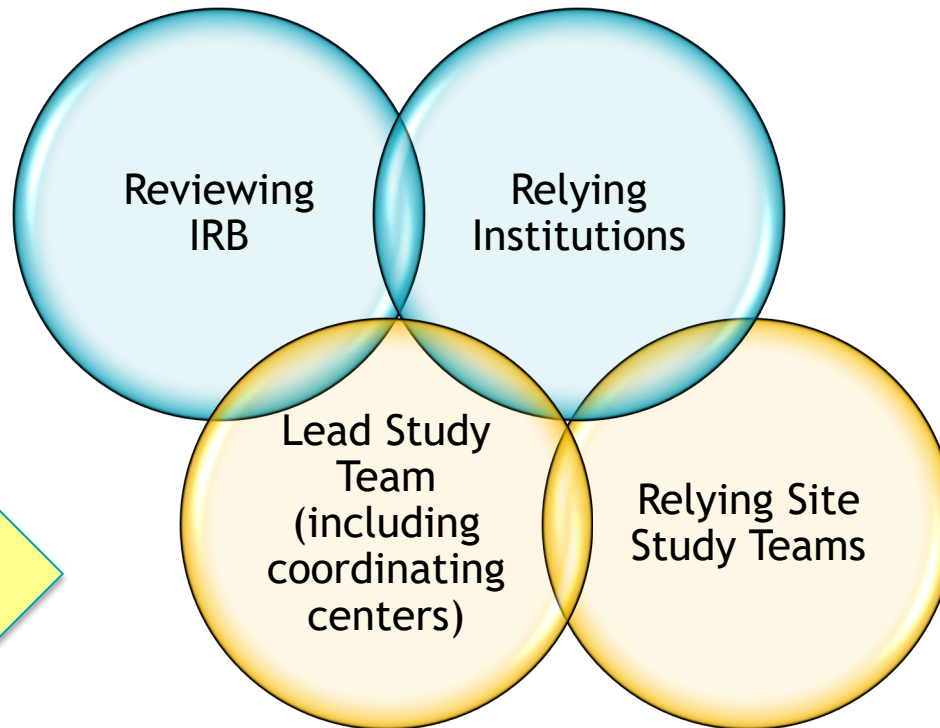 Reviewing
IRB
Relying
Institutions
Lead Study
Team
(including
coordinating
centers)
Relying Site
Study Teams